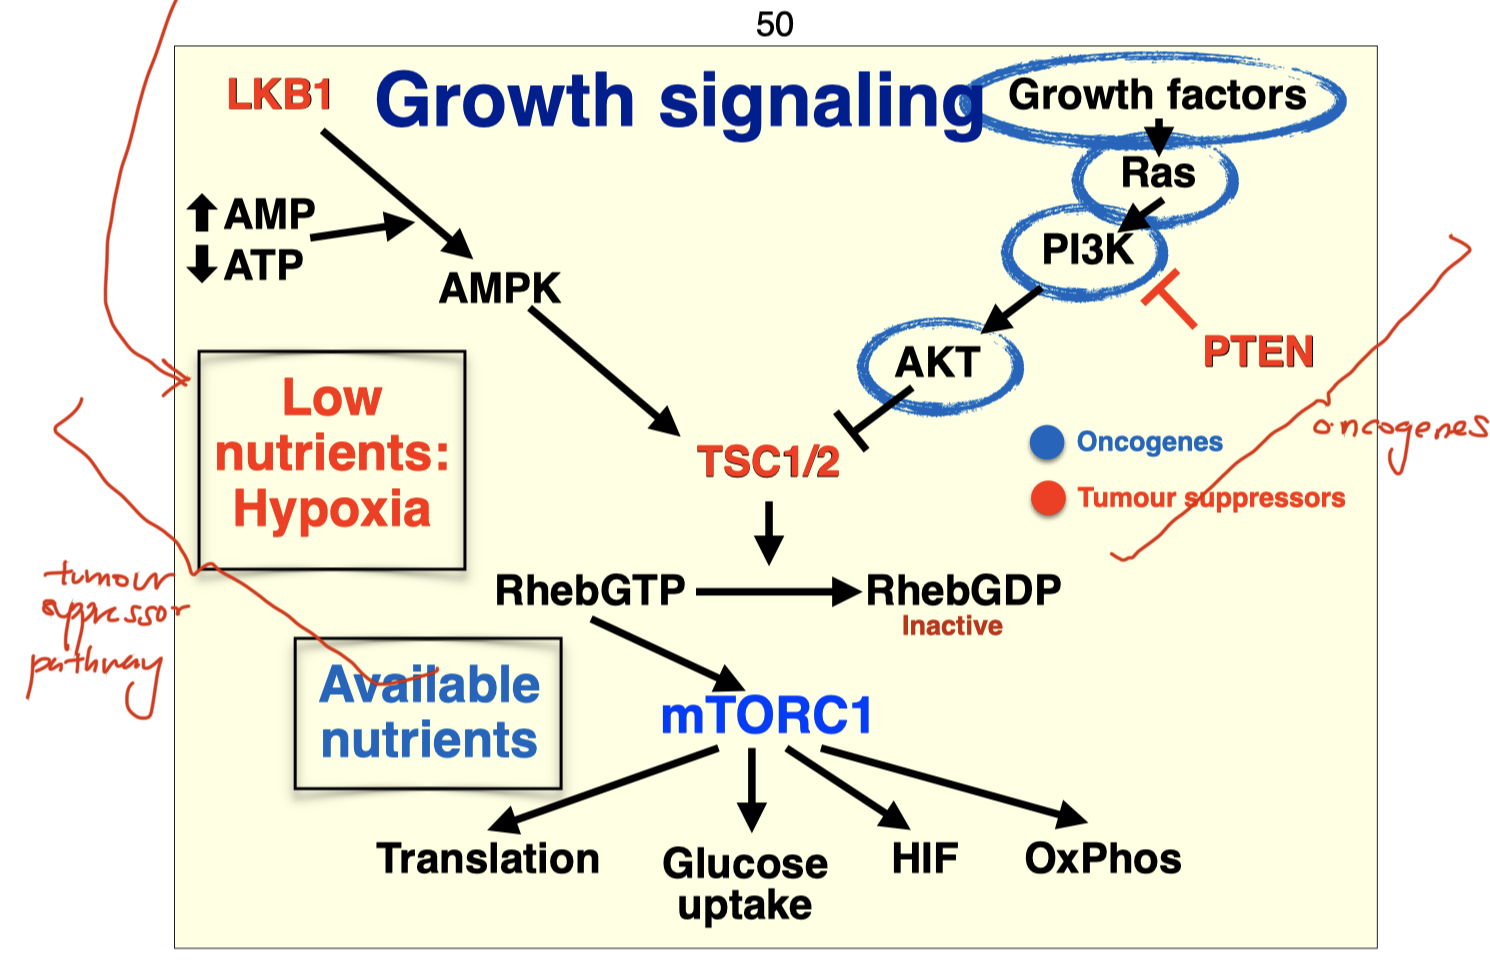 50
Growth signaling
LKB1
⬆AMP
⬇ATP
AMPK
Growth factors
Ras
PI3K
PTEN
AKT
TSC1/2
Oncogenes
Tumour suppressors
oncogenes
Low
nutrients:
Hypoxia
tumour
suppressor
pathway
RhebGTP
RhebGDP
Inactive
Available
nutrients
mTORC1
Translation
Glucose
uptake
HIF
OxPhos